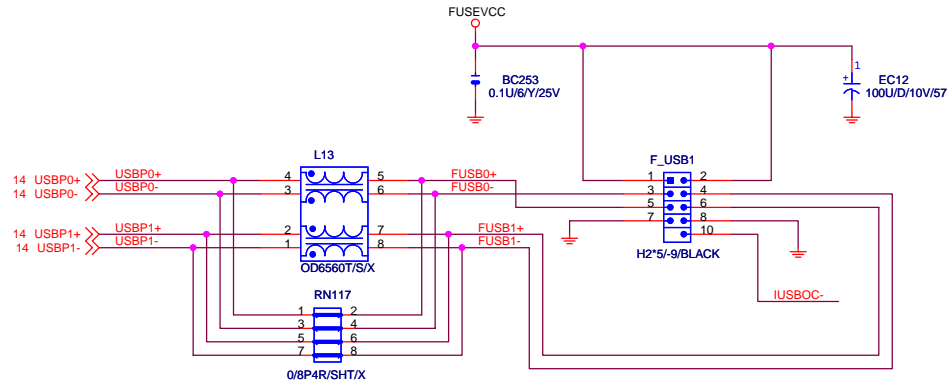 FUSEVCC
BC253
0.1U/6/Y/25V
1
+
EC12
100U/D/10V/57
L13
F_USB1
14 USBP0+ USBP0+ 4 5 FUSB0+ 1 2
14 USBP0- USBP0- 3 6 FUSB0- 3 4
5 6
14 USBP1+ USBP1+ 2 7 FUSB1+ 7 8
14 USBP1- USBP1- 1 8 FUSB1- 10
OD6560T/S/X
H2*5/-9/BLACK
RN117
IUSBOC-
1 2
3 4
5 6
7 8
0/8P4R/SHT/X